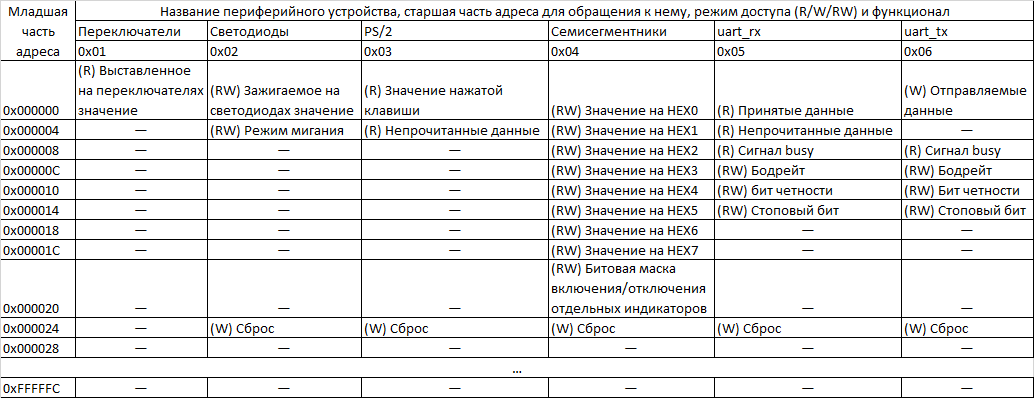 Младшая часть адреса Название периферийного устройства, старшая часть адреса для обращения к нему, режим доступа (R/W/RW) и функционал
Переключатели Светодиоды PS/2 Семисегментники uart_rx uart_tx
0x01 0x02 0x03 0x04 0x05 0x06
0x000000 (R) Выставленное на переключателях значение (RW) Зажигаемое на светодиодах значение (R) Значение нажатой клавиши (RW) Значение на HEX0 (R) Принятые данные (W) Отправляемые данные
0x000004 — (RW) Режим мигания (R) Непрочитанные данные (RW) Значение на HEX1 (R) Непрочитанные данные —
0x000008 — — — (RW) Значение на HEX2 (R) Сигнал busy (R) Сигнал busy
0x00000C — — — (RW) Значение на HEX3 (RW) Бодрейт (RW) Бодрейт
0x000010 — — — (RW) Значение на HEX4 (RW) бит четности (RW) Бит четности
0x000014 — — — (RW) Значение на HEX5 (RW) Стоповый бит (RW) Стоповый бит
0x000018 — — — (RW) Значение на HEX6 — —
0x00001C — — — (RW) Значение на HEX7 — —
0x000020 — — — (RW) Битовая маска включения/отключения отдельных индикаторов — —
0x000024 — (W) Сброс (W) Сброс (W) Сброс (W) Сброс (W) Сброс
0x000028 — — — — — —
...
0xFFFFFC — — — — — —